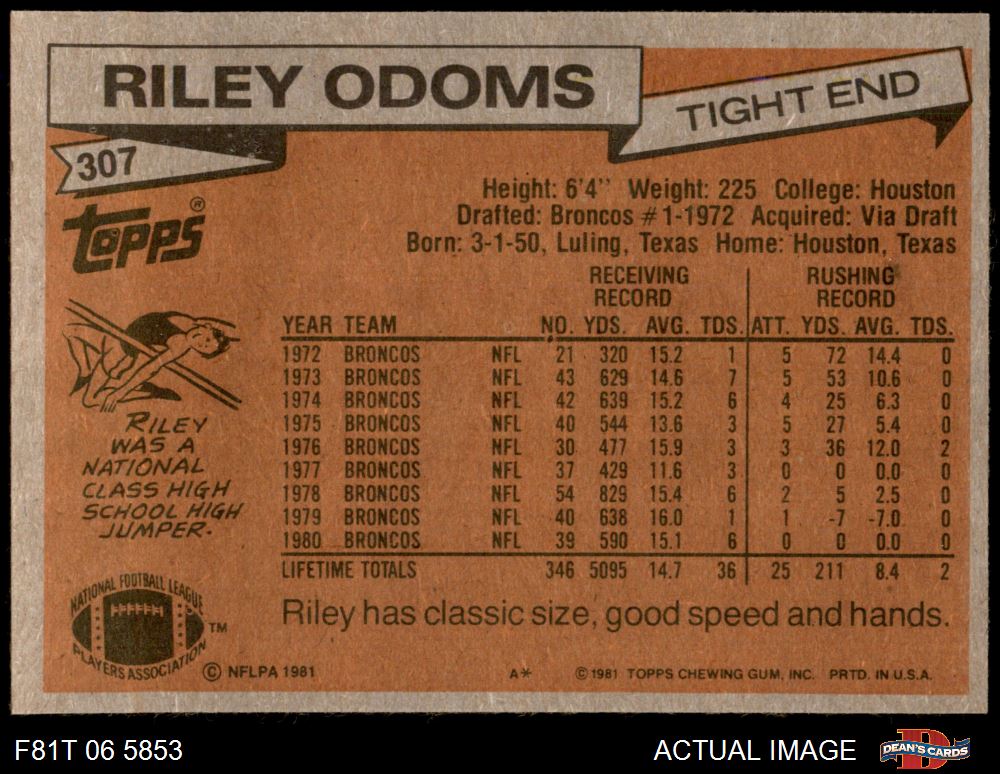 RILEY ODOMS
TIGHT END
307
TOPPS ®
Height: 6'4'' Weight: 225 College: Houston
Drafted: Broncos #1-1972 Acquired: Via Draft
Born: 3-1-50, Luling, Texas Home: Houston, Texas
RECEIVING RECORD RUSHING RECORD
YEAR TEAM NO. YDS. AVG. TDS. ATT. YDS. AVG. TDS.
1972 BRONCOS NFL 21 320 15.2 1 5 72 14.4 0
1973 BRONCOS NFL 43 629 14.6 7 5 53 10.6 0
1974 BRONCOS NFL 42 639 15.2 6 4 25 6.3 0
1975 BRONCOS NFL 40 544 13.6 3 5 27 5.4 0
1976 BRONCOS NFL 30 477 15.9 3 3 36 12.0 2
1977 BRONCOS NFL 37 429 11.6 3 0 0 0.0 0
1978 BRONCOS NFL 54 829 15.4 6 2 5 2.5 0
1979 BRONCOS NFL 40 638 16.0 1 1 -7 -7.0 0
1980 BRONCOS NFL 39 590 15.1 6 0 0 0.0 0
LIFETIME TOTALS 346 5095 14.7 36 25 211 8.4 2
RILEY
WAS A
NATIONAL
CLASS HIGH
SCHOOL HIGH
JUMPER.
Riley has classic size, good speed and hands.
NATIONAL FOOTBALL LEAGUE
PLAYERS ASSOCIATION
TM
© NFLPA 1981
A*
© 1981 TOPPS CHEWING GUM, INC. PRTD. IN U.S.A.
F81T 06 5853
ACTUAL IMAGE
DEAN'S CARDS